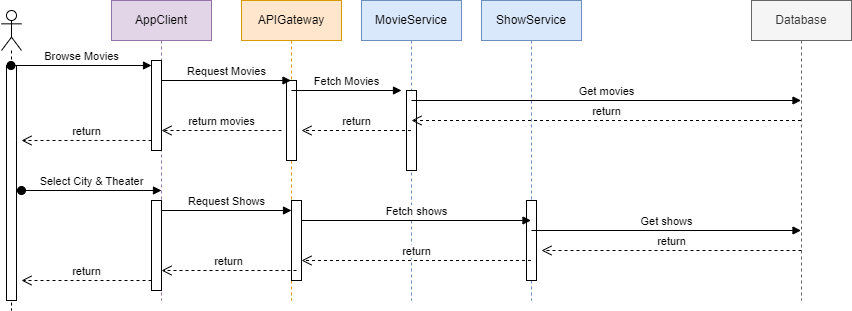 AppClient
APIGateway
MovieService
ShowService
Database
Browse Movies
Request Movies
Fetch Movies
Get movies
return
return
return movies
return
Select City & Theater
Request Shows
Fetch shows
Get shows
return
return
return
return